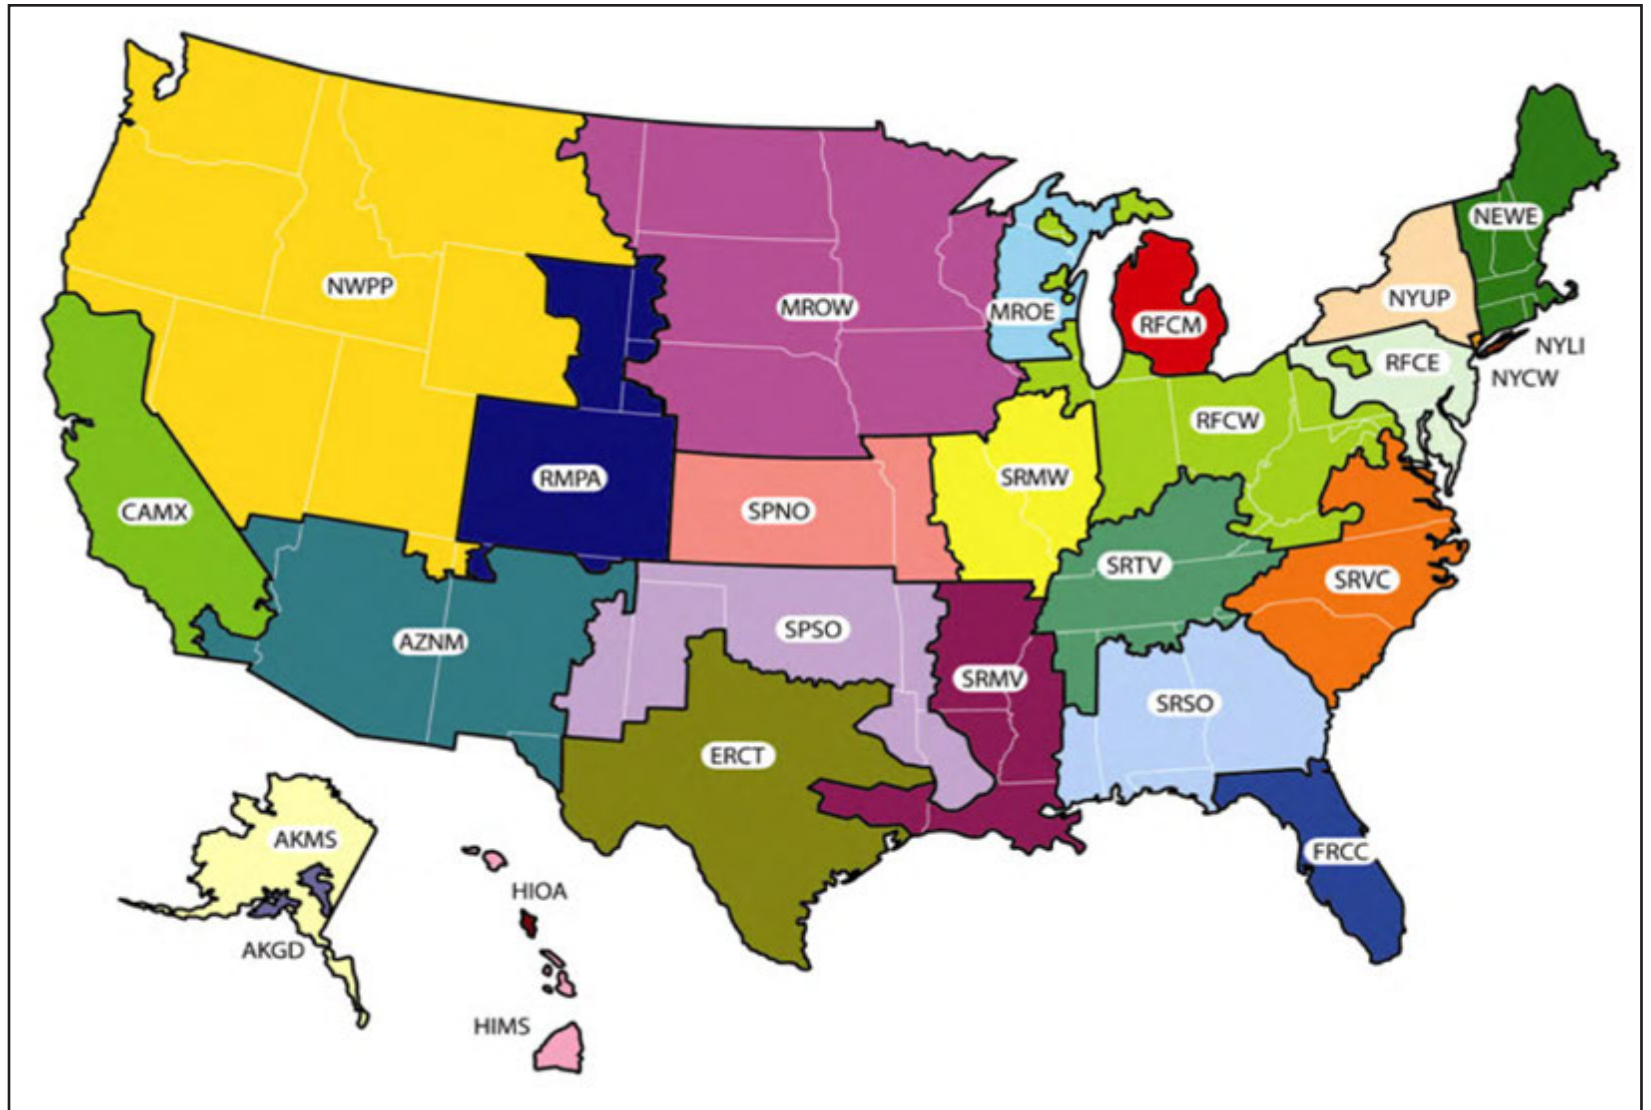 NEWE
NWPP
NYUP
MROW
MROE
RFCM
NYLI
RFCE
NYCW
RFCW
RMPA
SRMW
CAMX
SPNO
SRTV
SRVC
AZNM
SPSO
SRMV
SRSO
ERCT
AKMS
FRCC
HIOA
AKGD
HIMS